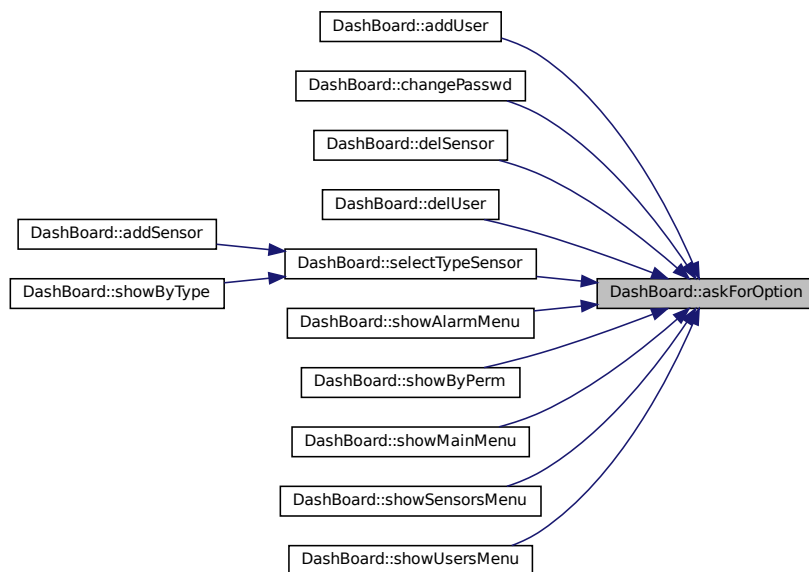 DashBoard::addUser
DashBoard::changePasswd
DashBoard::delSensor
DashBoard::delUser
DashBoard::addSensor
DashBoard::selectTypeSensor
DashBoard::showByType
DashBoard::askForOption
DashBoard::showAlarmMenu
DashBoard::showByPerm
DashBoard::showMainMenu
DashBoard::showSensorsMenu
DashBoard::showUsersMenu